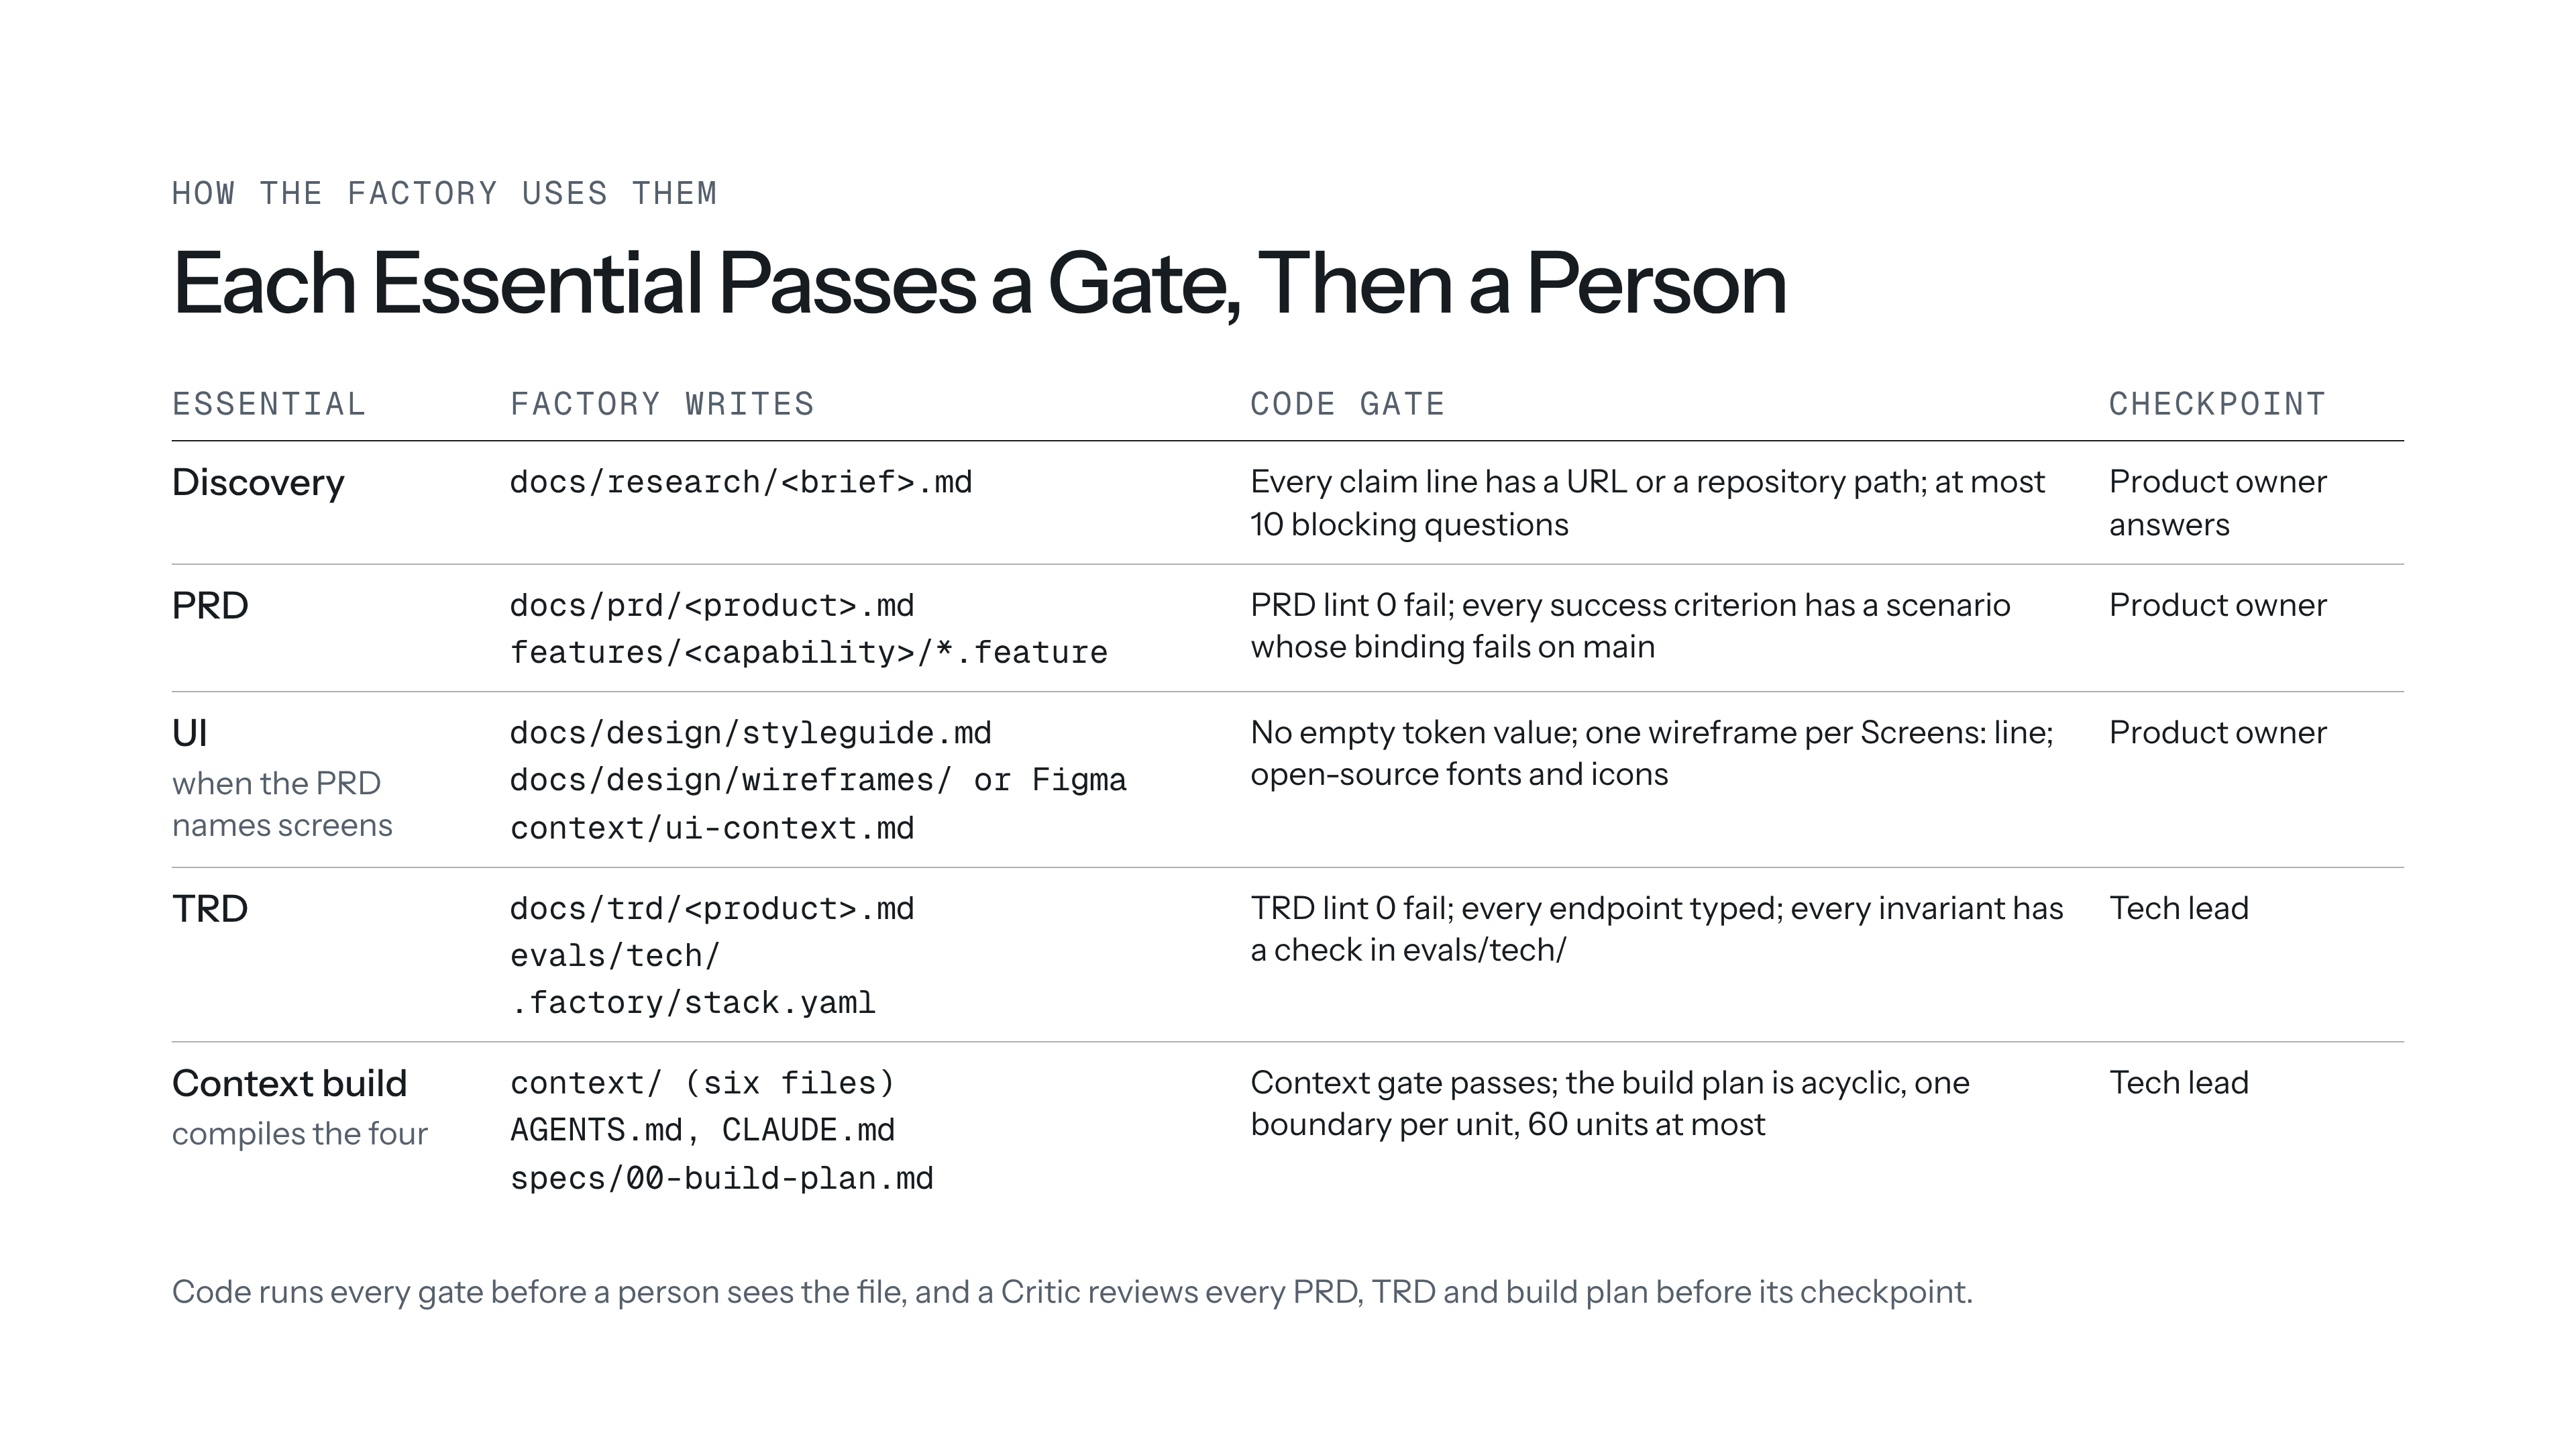 HOW THE FACTORY USES THEM
Each Essential Passes a Gate, Then a Person
ESSENTIAL
FACTORY WRITES
CODE GATE
CHECKPOINT
Discovery
docs/research/<brief>.md
Every claim line has a URL or a repository path; at most
10 blocking questions
Product owner
answers
PRD
docs/prd/<product>.md
features/<capability>/*.feature
PRD lint 0 fail; every success criterion has a scenario
whose binding fails on main
Product owner
UI
when the PRD
names screens
docs/design/styleguide.md
docs/design/wireframes/ or Figma
context/ui-context.md
No empty token value; one wireframe per Screens: line;
open-source fonts and icons
Product owner
TRD
docs/trd/<product>.md
evals/tech/
.factory/stack.yaml
TRD lint 0 fail; every endpoint typed; every invariant has
a check in evals/tech/
Tech lead
Context build
compiles the four
context/ (six files)
AGENTS.md, CLAUDE.md
specs/00-build-plan.md
Context gate passes; the build plan is acyclic, one
boundary per unit, 60 units at most
Tech lead
Code runs every gate before a person sees the file, and a Critic reviews every PRD, TRD and build plan before its checkpoint.